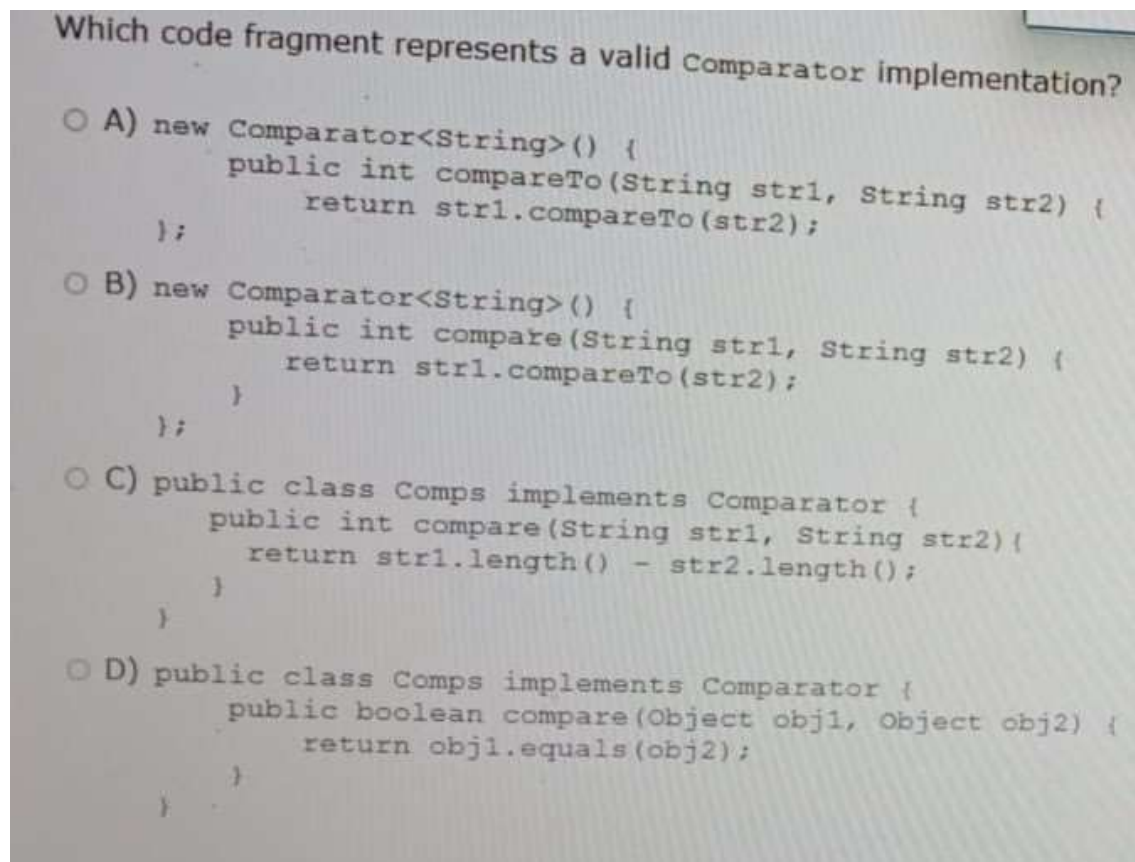 Which code fragment represents a valid Comparator implementation?
A) new Comparator<String>() {
public int compareTo(String str1, String str2) {
return str1.compareTo(str2);
};
B) new Comparator<String>() {
public int compare(String str1, String str2) {
return str1.compareTo(str2);
}
};
C) public class Comps implements Comparator {
public int compare(String str1, String str2){
return str1.length() - str2.length();
}
}
D) public class Comps implements Comparator {
public boolean compare(Object obj1, Object obj2) {
return obj1.equals(obj2);
}
}